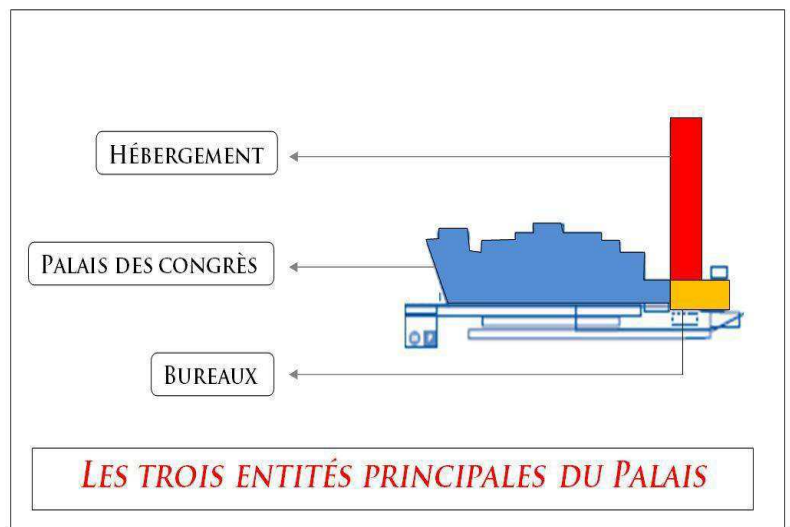 HÉBERGEMENT
PALAIS DES CONGRÈS
BUREAUX
LES TROIS ENTITÉS PRINCIPALES DU PALAIS